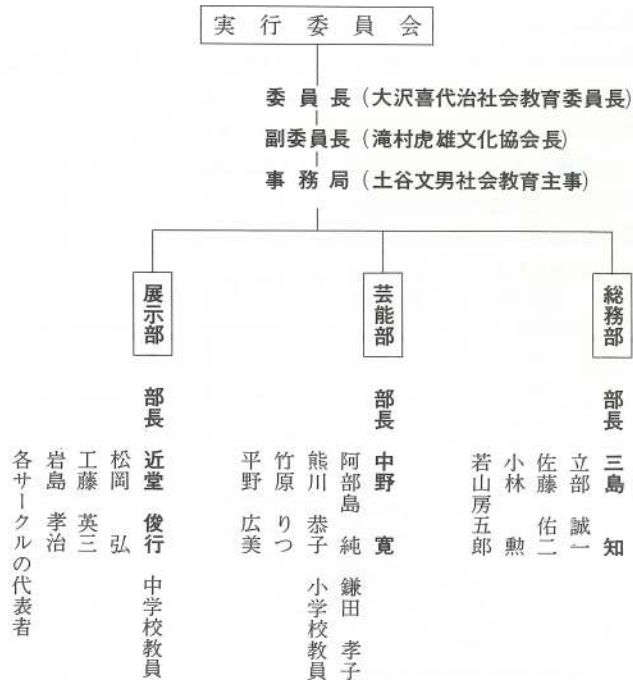 実行委員会
委員長(大沢喜代治社会教育委員長)
副委員長(滝村虎雄文化協会長)
事務局(土谷文男社会教育主事)
総務部 部長 三島 知
立部 誠一
佐藤 佑二
小林 勲
若山房五郎
芸能部 部長 中野 寛
阿部島 純 鎌田 孝子
熊川 恭子 小学校教員
竹原 りつ
平野 広美
展示部 部長 近堂 俊行 中学校教員
松岡 弘
工藤 英三
岩島 孝治
各サークルの代表者